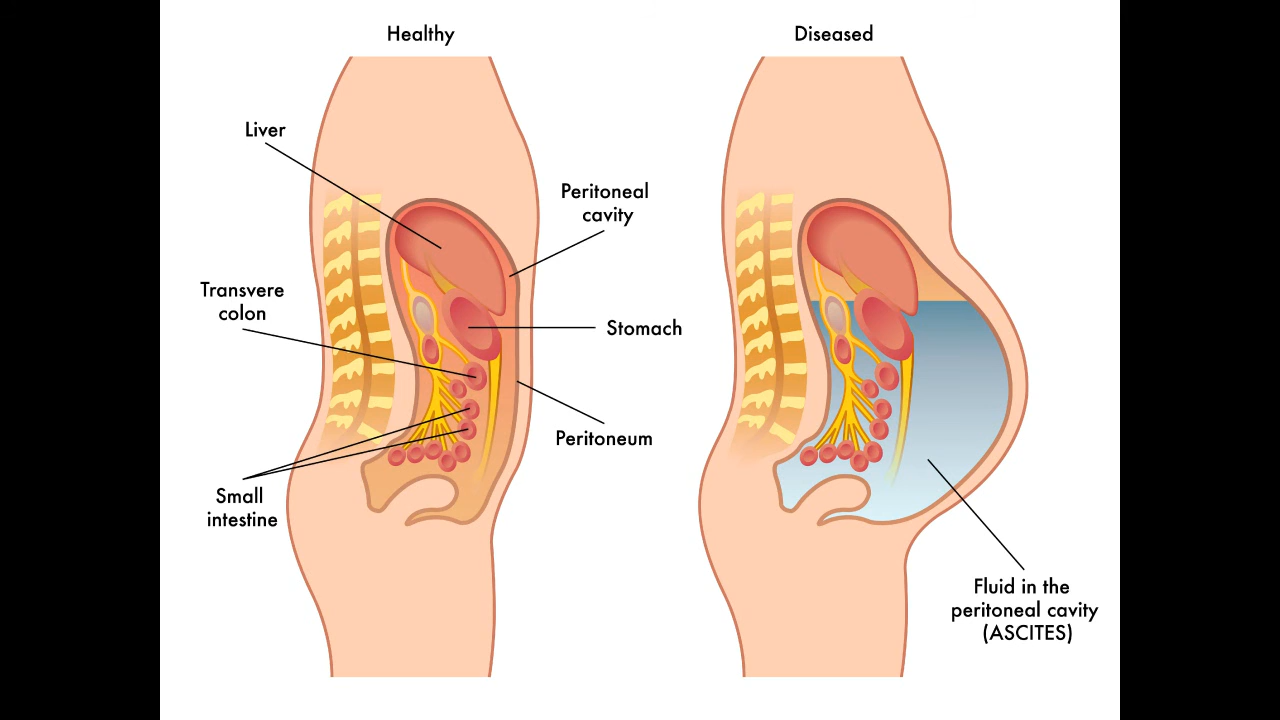 Healthy
Diseased
Liver
Peritoneal
cavity
Transvere
colon
Stomach
Peritoneum
Small
intestine
Fluid in the
peritoneal cavity
(ASCITES)